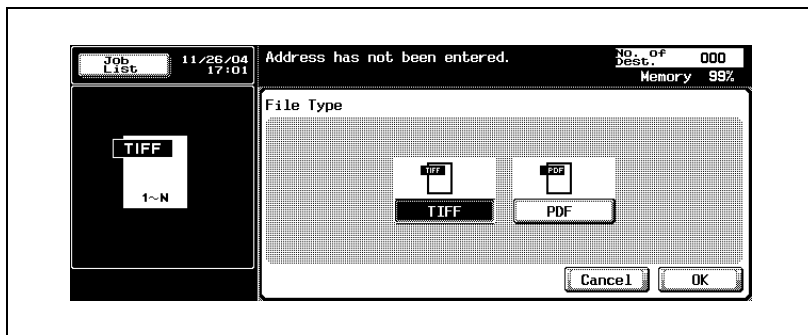 Job List
11/26/04
17:01
Address has not been entered.
No. of Dest. 000
Memory 99%
TIFF
1~N
File Type
TIFF PDF
TIFF PDF
Cancel OK